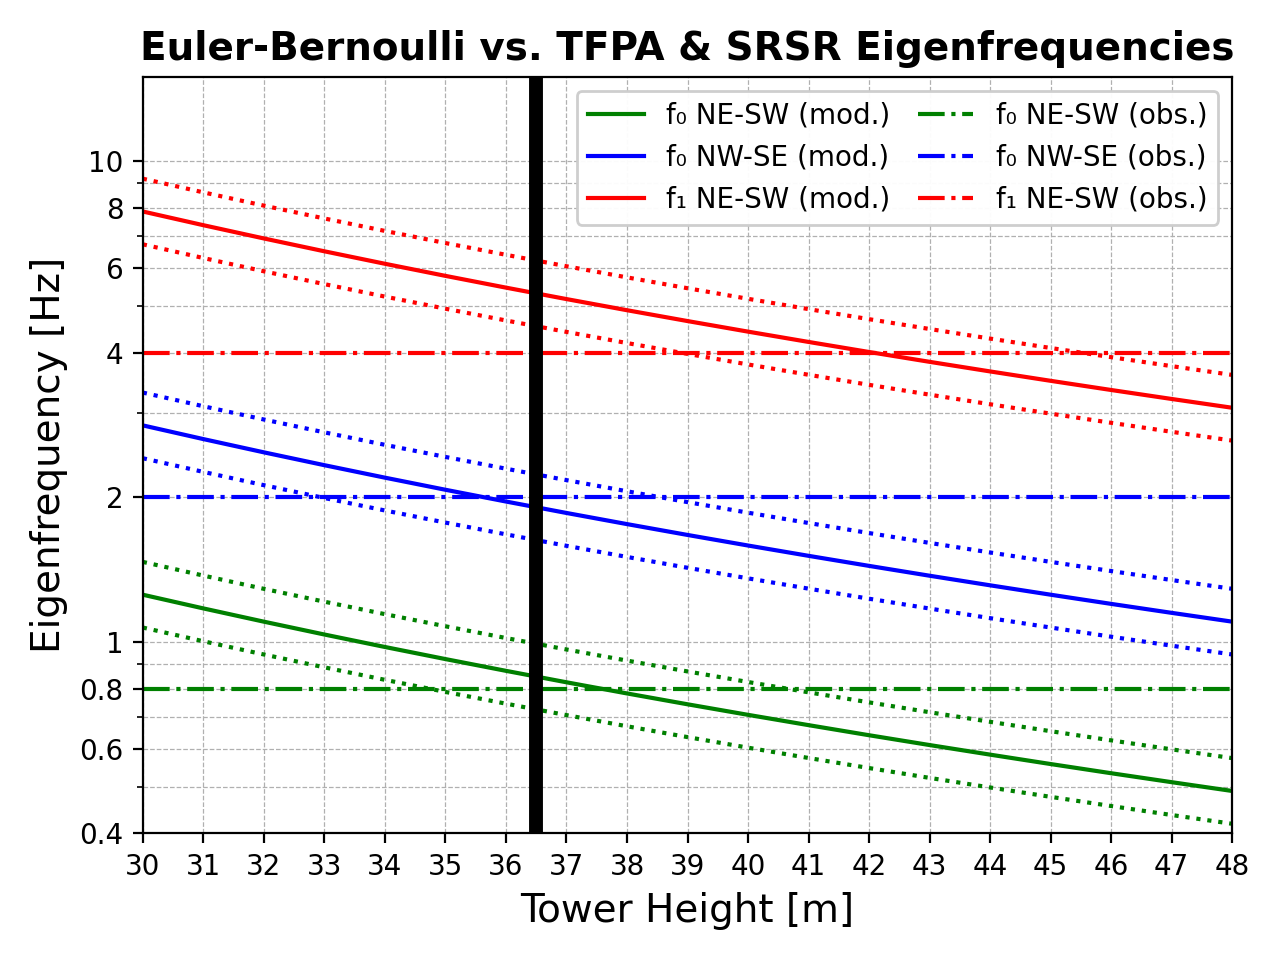 Euler-Bernoulli vs. TFPA & SRSR Eigenfrequencies
f₀ NE-SW (mod.)
f₀ NW-SE (mod.)
f₁ NE-SW (mod.)
f₀ NE-SW (obs.)
f₀ NW-SE (obs.)
f₁ NE-SW (obs.)
Eigenfrequency [Hz]
10
8
6
4
2
1
0.8
0.6
0.4
30 31 32 33 34 35 36 37 38 39 40 41 42 43 44 45 46 47 48
Tower Height [m]